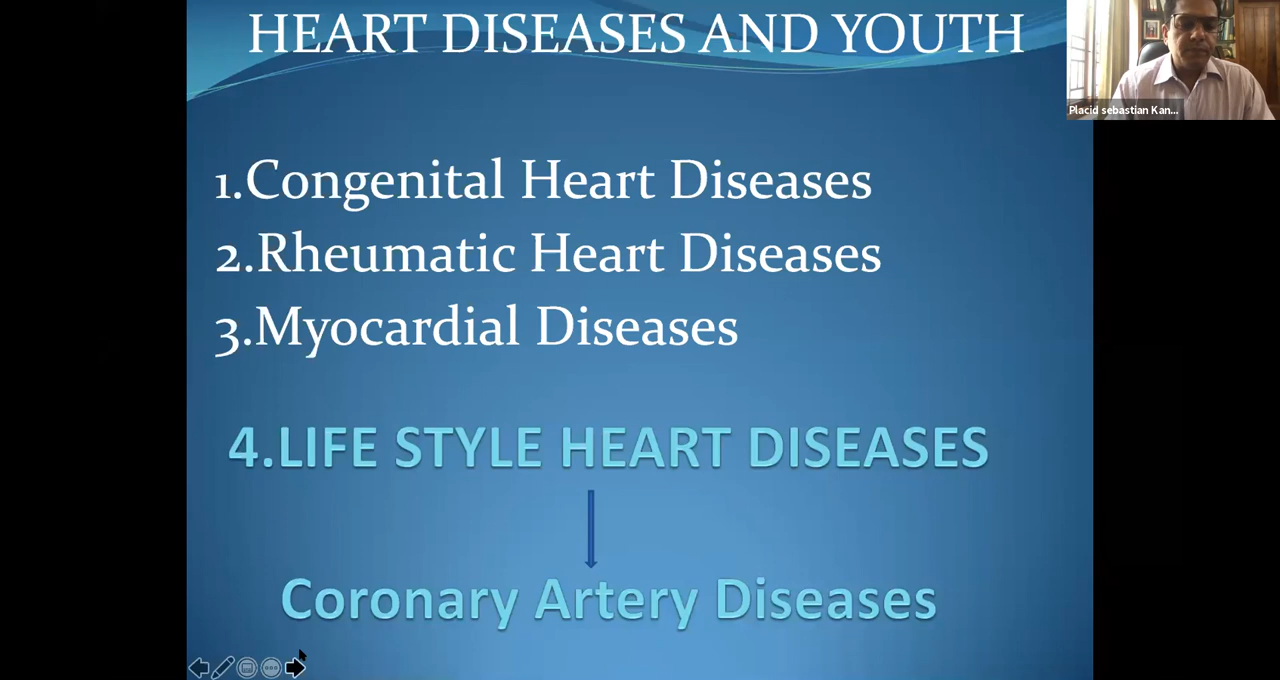 HEART DISEASES AND YOUTH
Placid sebastian Kan...
1.Congenital Heart Diseases
2.Rheumatic Heart Diseases
3.Myocardial Diseases
4.LIFE STYLE HEART DISEASES
Coronary Artery Diseases